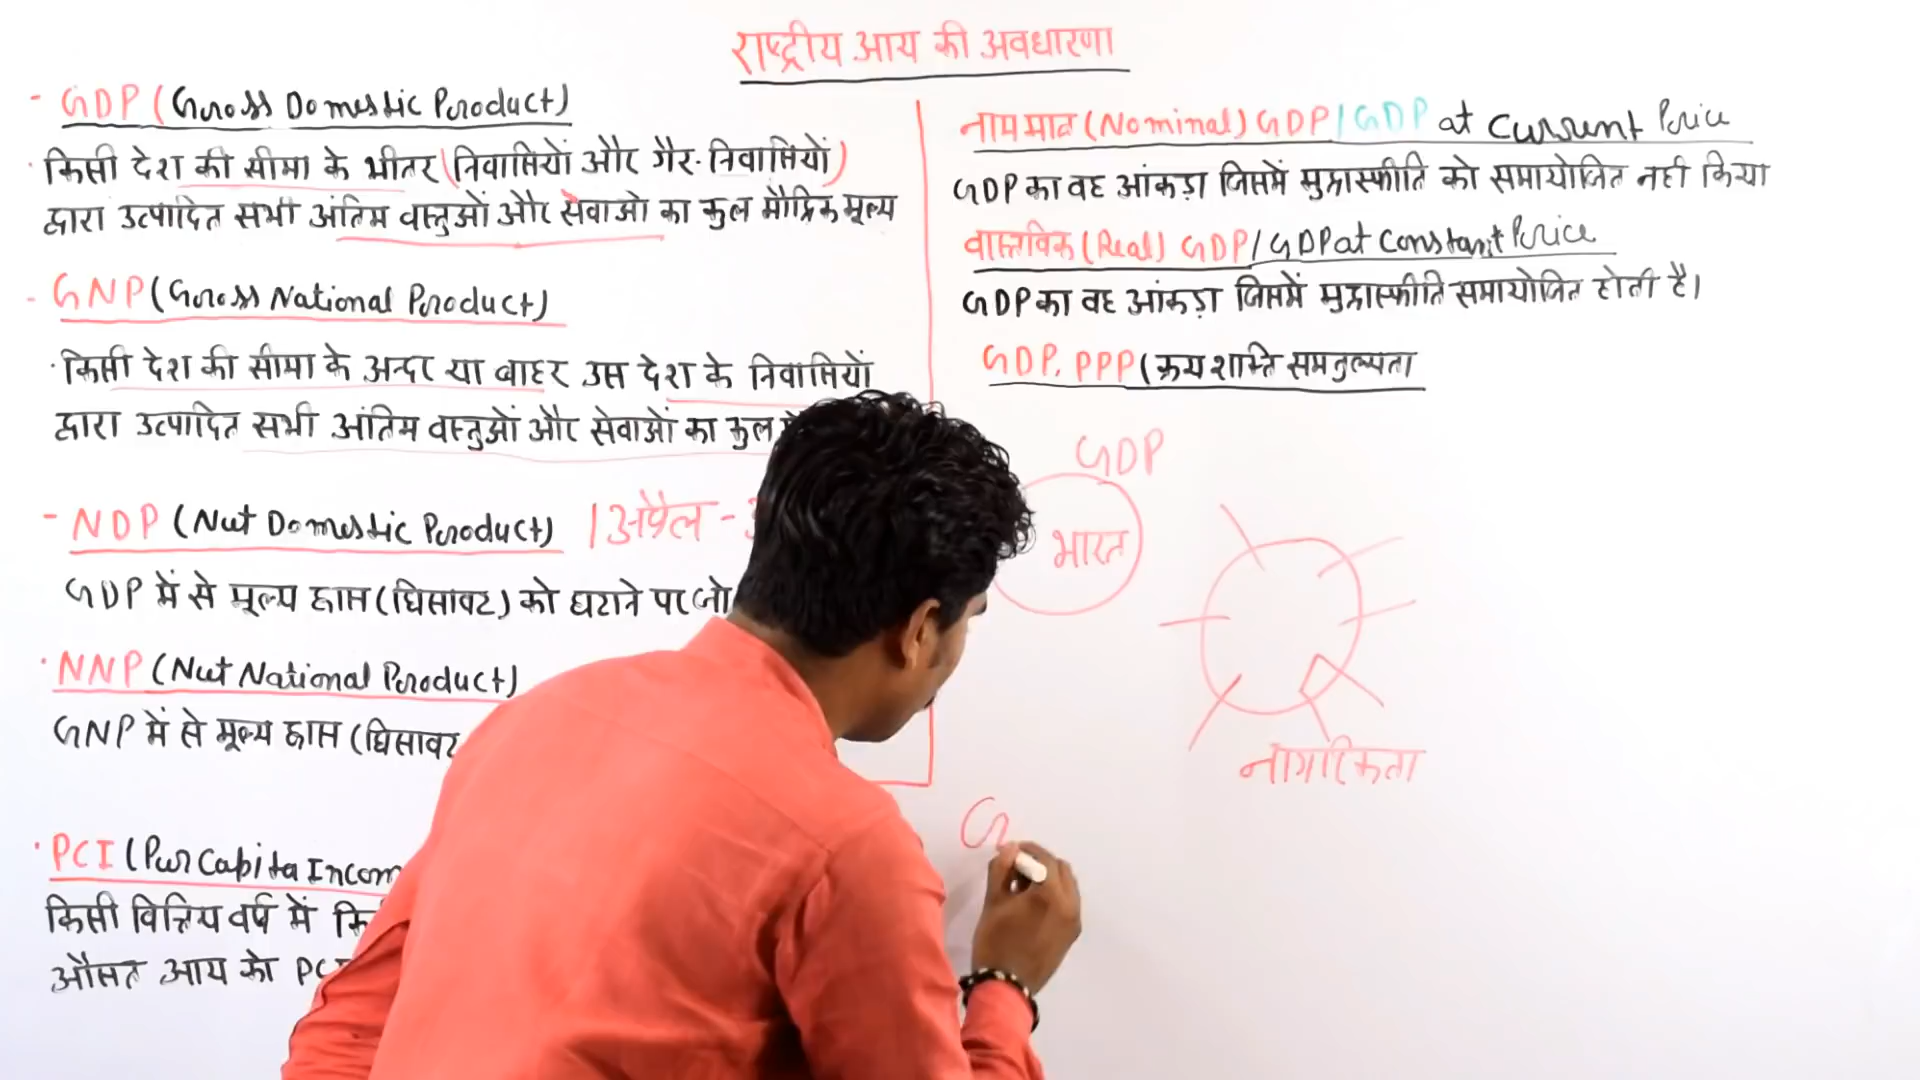 राष्ट्रीय आय की अवधारणा
- GDP (Gross Domestic Product)
· किसी देश की सीमा के भीतर (निवासियों और गैर-निवासियों)
द्वारा उत्पादित सभी अंतिम वस्तुओं और सेवाओ का कुल मौद्रिक मूल्य
- GNP (Gross National Product)
· किसी देश की सीमा के अन्दर या बाहर उस देश के निवासियों
द्वारा उत्पादित सभी अंतिम वस्तुओं और सेवाओं का कुल
- NDP (Net Domestic Product) 1 अप्रैल -
GDP में से मूल्य ह्रास (घिसावट) को घटाने पर जो
· NNP (Net National Product)
GNP में से मूल्य ह्रास (घिसावट
· PCI (Per Capita Incom
किसी वित्तिय वर्ष में
औसत आय को PCI
नाममात्र (Nominal) GDP / GDP at Current Price
GDP का वह आंकड़ा जिसमें मुद्रास्फीति को समायोजित नही किया
वास्तविक (Real) GDP / GDP at Constant Price
GDP का वह आंकड़ा जिसमें मुद्रास्फीति समायोजित होती है।
GDP, PPP (क्रय शक्ति समतुल्यता
GDP
भारत
नागरिकता
G